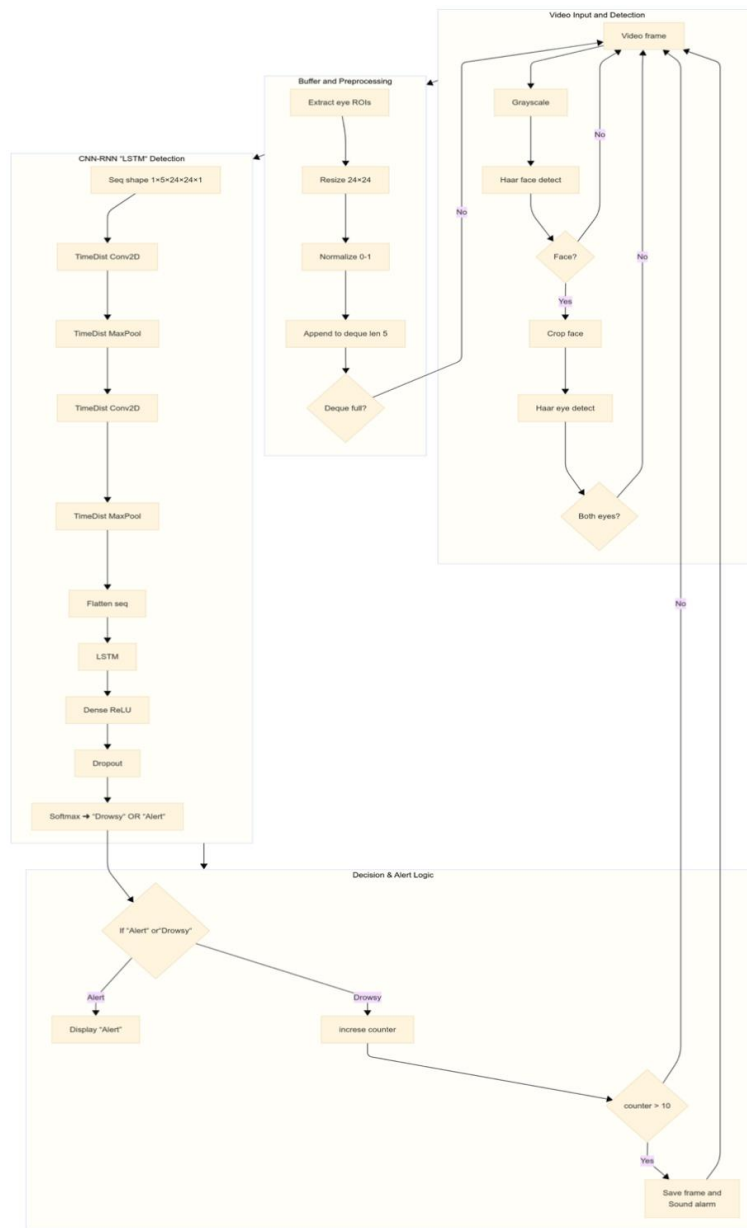 Video Input and Detection
Video frame
Grayscale
No
Haar face detect
Face?
No
Yes
Crop face
Haar eye detect
Both eyes?
Buffer and Preprocessing
Extract eye ROIs
Resize 24×24
Normalize 0-1
Append to deque len 5
Deque full?
No
CNN-RNN "LSTM" Detection
Seq shape 1×5×24×24×1
TimeDist Conv2D
TimeDist MaxPool
TimeDist Conv2D
TimeDist MaxPool
Flatten seq
LSTM
Dense ReLU
Dropout
Softmax ➔ "Drowsy" OR "Alert"
Decision & Alert Logic
If "Alert" or"Drowsy"
Alert
Drowsy
Display "Alert"
increse counter
counter > 10
No
Yes
Save frame and
Sound alarm